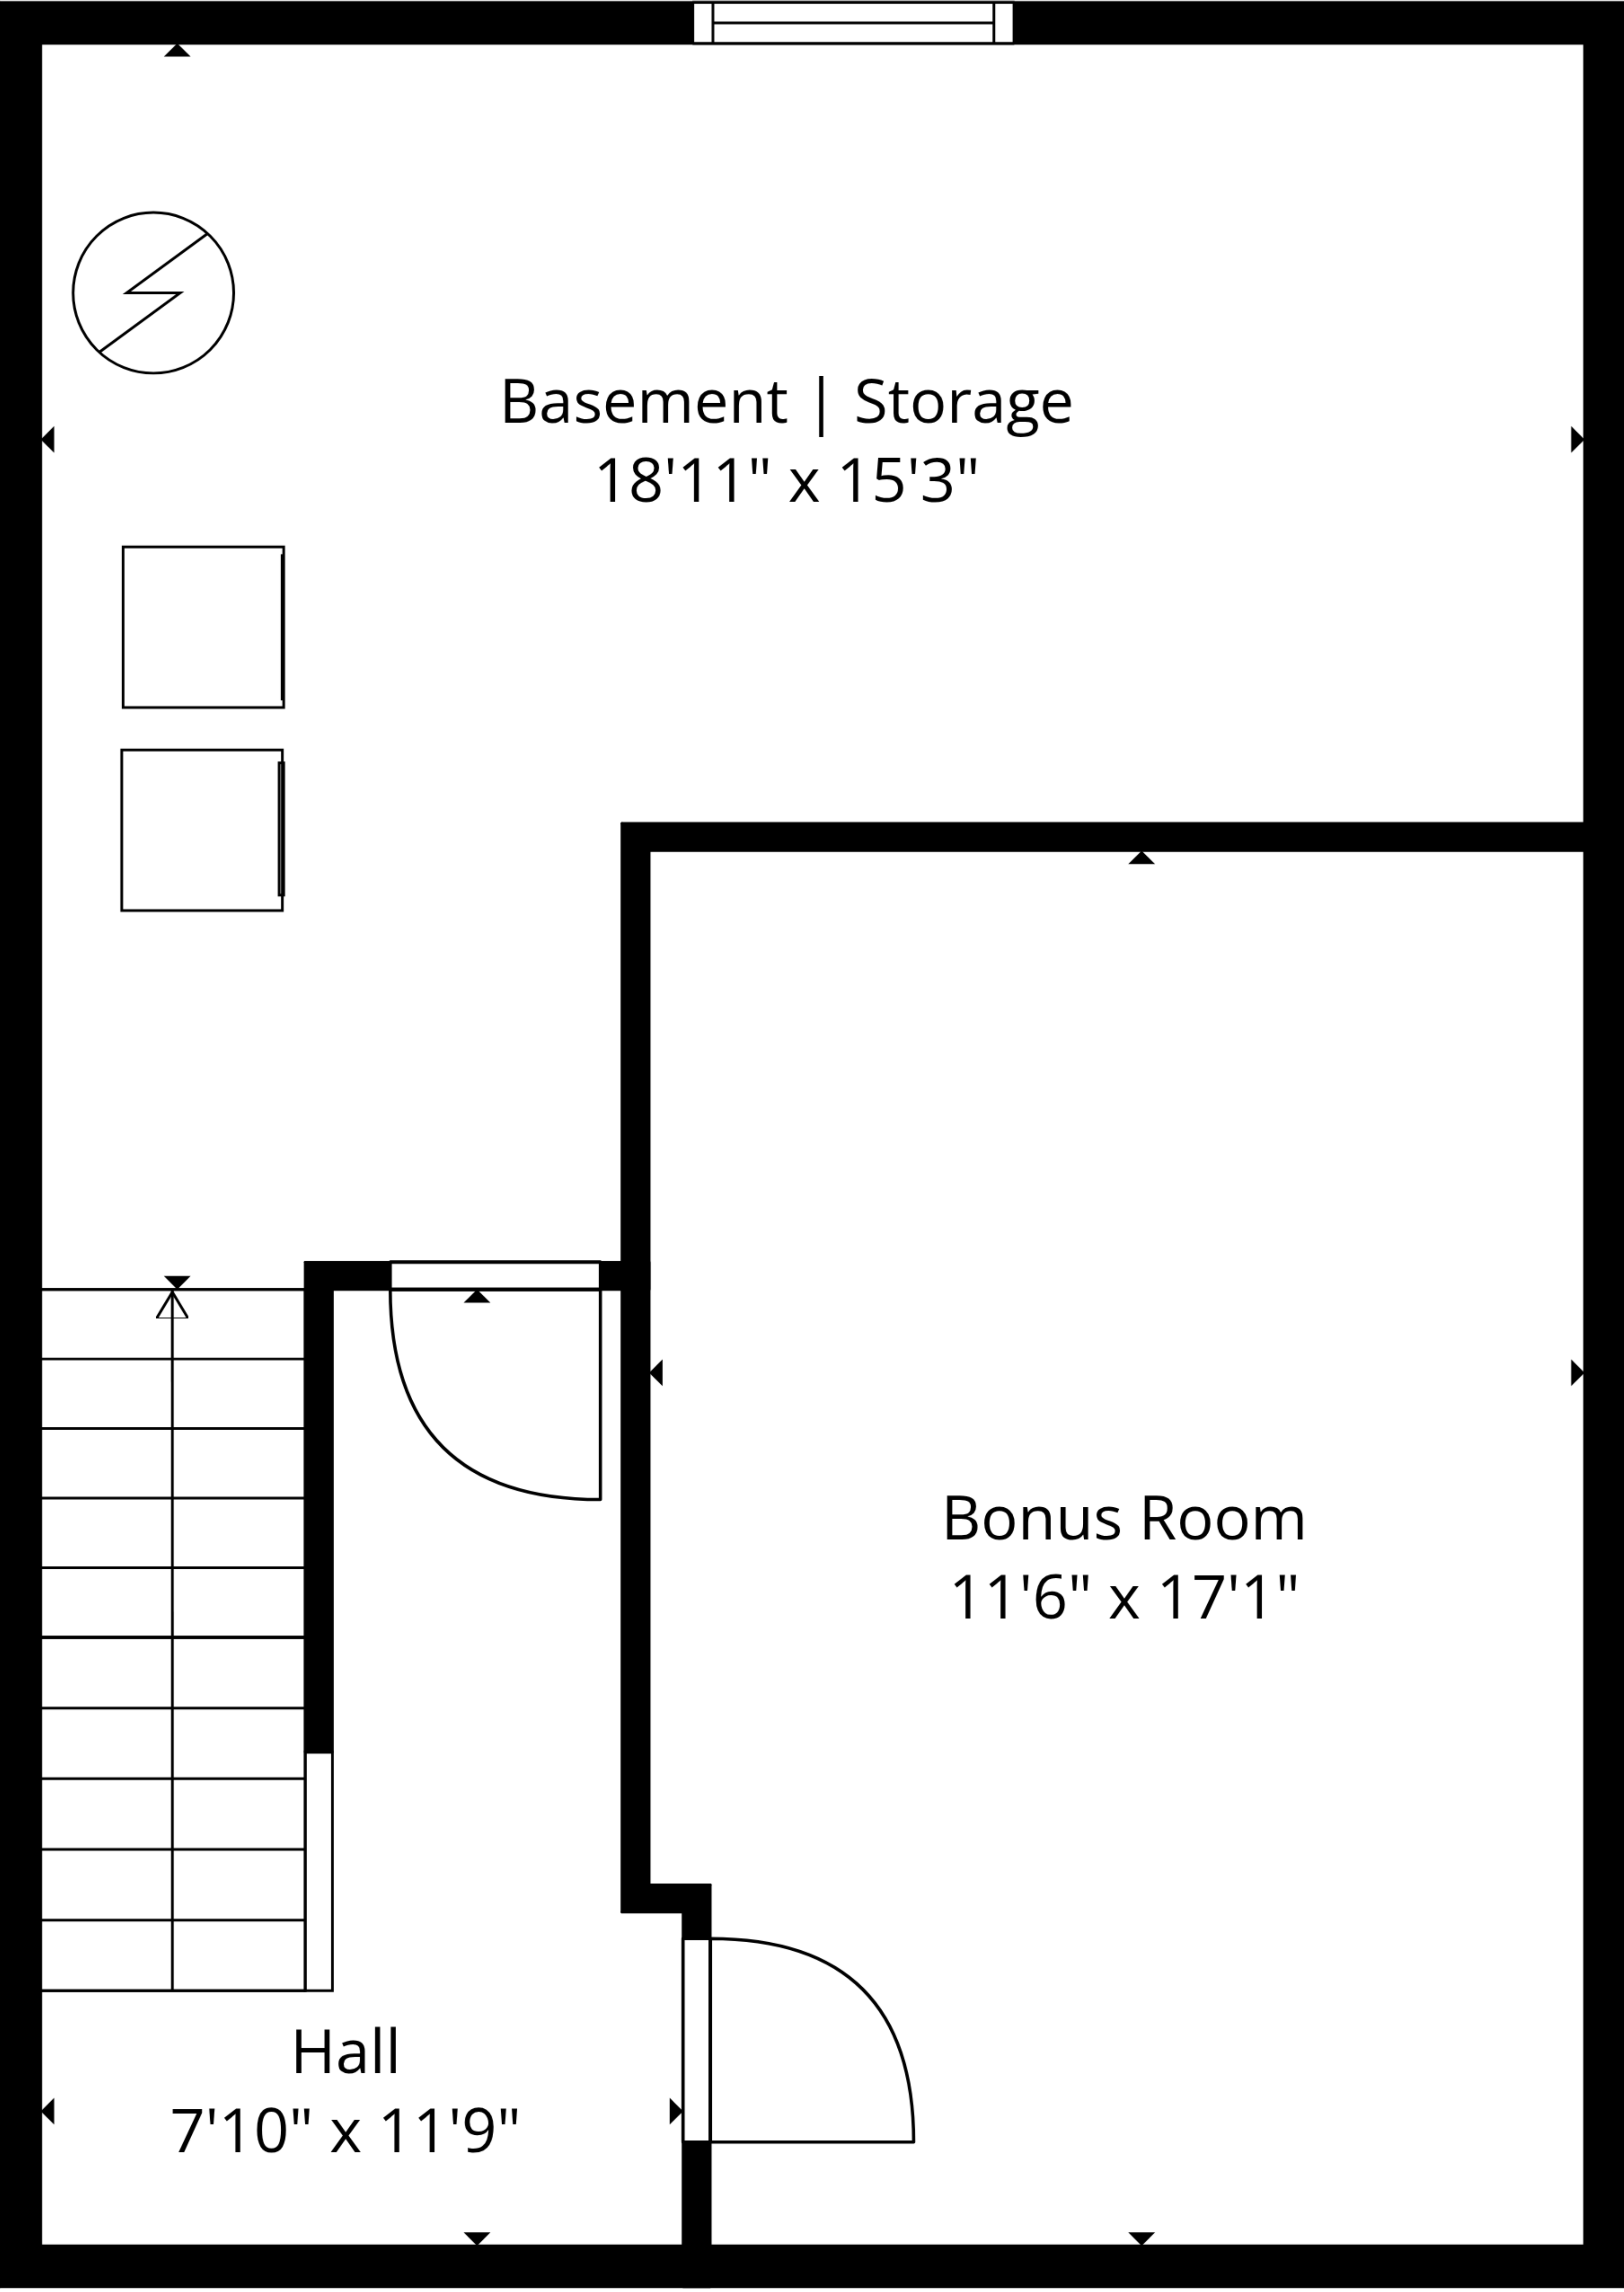 Basement | Storage
18'11" x 15'3"
Bonus Room
11'6" x 17'1"
Hall
7'10" x 11'9"